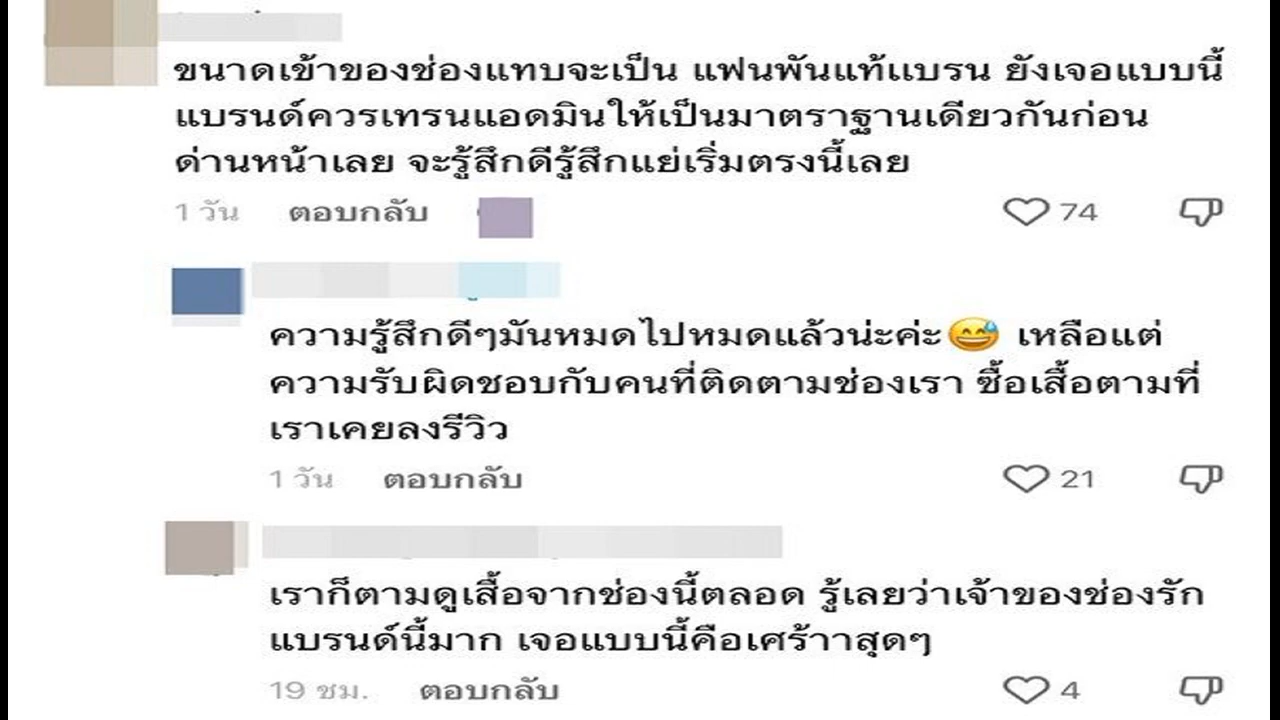 ขนาดเข้าของช่องแทบจะเป็น แฟนพันแท้แบรน ยังเจอแบบนี้
แบรนด์ควรเทรนแอดมินให้เป็นมาตราฐานเดียวกันก่อน
ด่านหน้าเลย จะรู้สึกดีรู้สึกแย่เริ่มตรงนี้เลย
1 วัน ตอบกลับ 74
ความรู้สึกดีๆมันหมดไปหมดแล้วน่ะค่ะ😅 เหลือแต่
ความรับผิดชอบกับคนที่ติดตามช่องเรา ซื้อเสื้อตามที่
เราเคยลงรีวิว
1 วัน ตอบกลับ 21
เราก็ตามดูเสื้อจากช่องนี้ตลอด รู้เลยว่าเจ้าของช่องรัก
แบรนด์นี้มาก เจอแบบนี้คือเศร้าาสุดๆ
19 ชม. ตอบกลับ 4